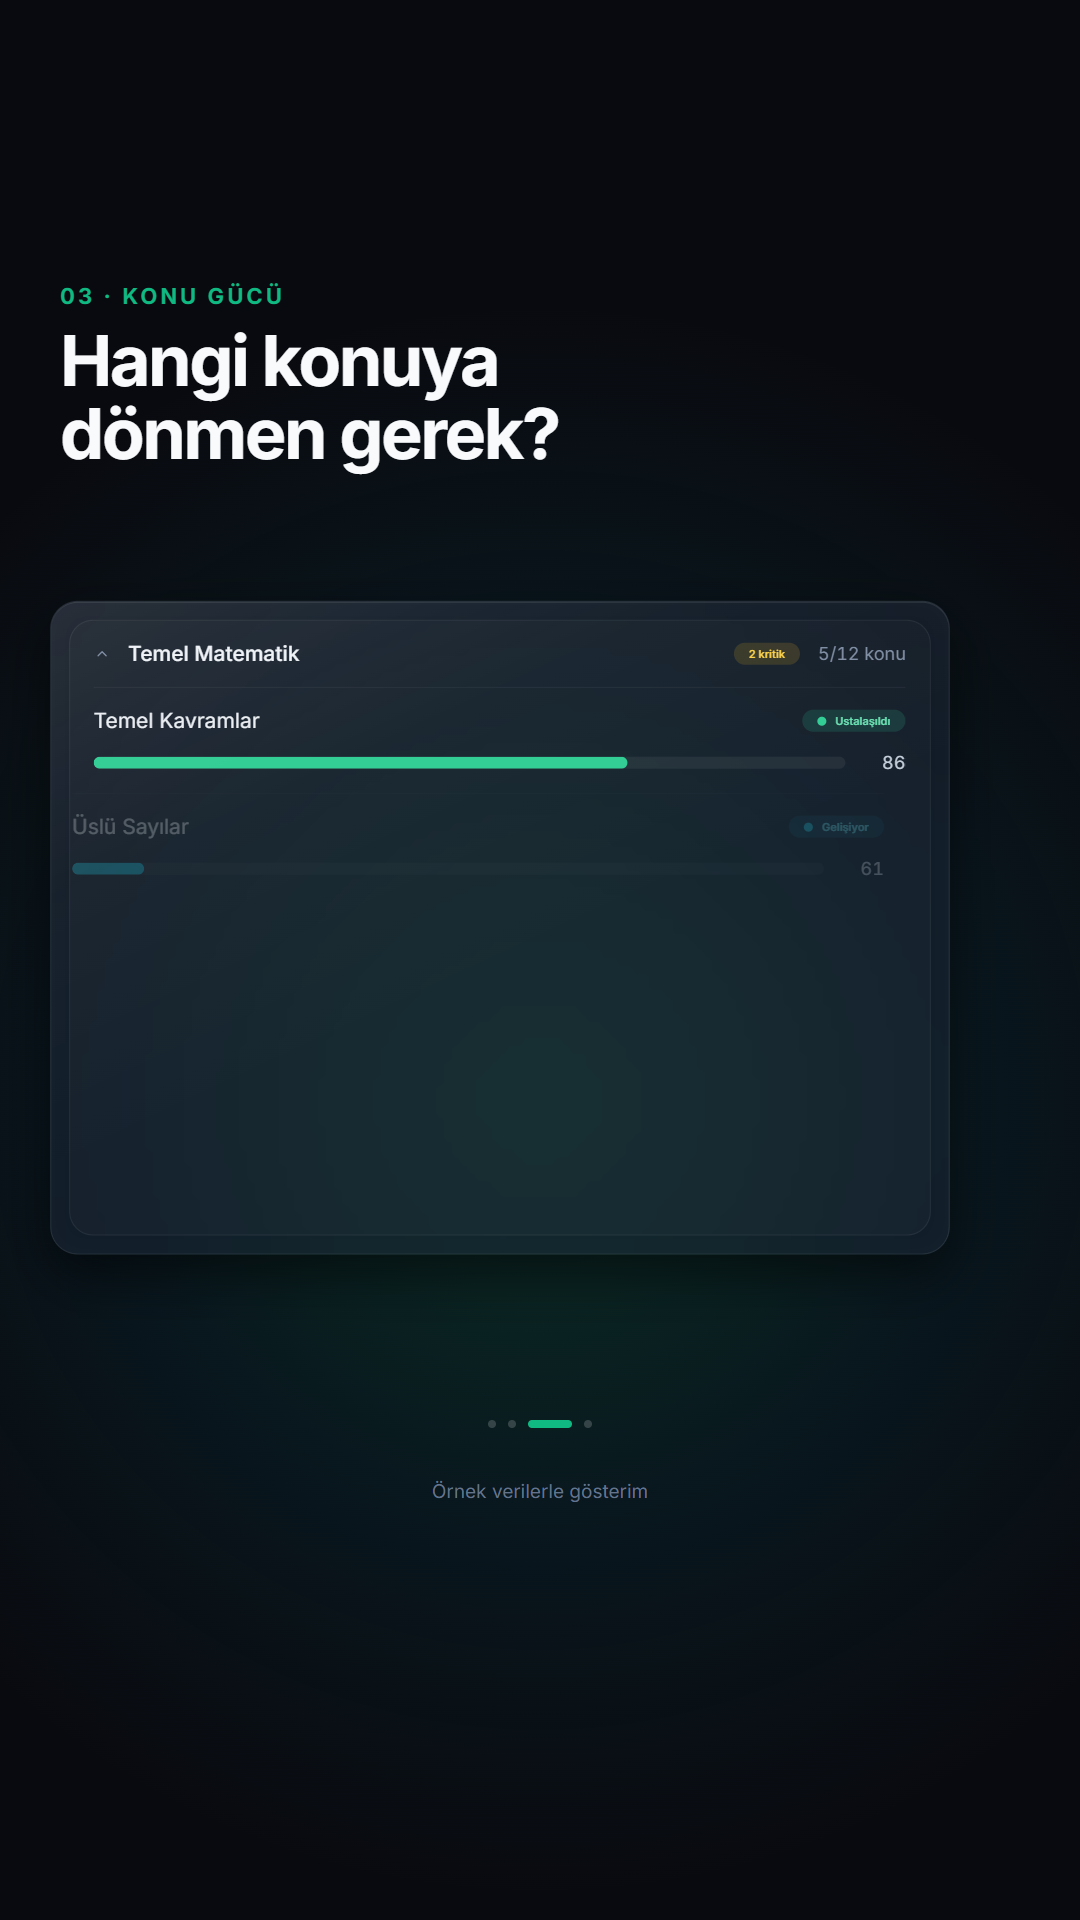 03 · KONU GÜCÜ
Hangi konuya
dönmen gerek?
Temel Matematik
2 kritik
5/12 konu
Temel Kavramlar
Ustalaşıldı
86
Üslü Sayılar
Gelişiyor
61
Örnek verilerle gösterim